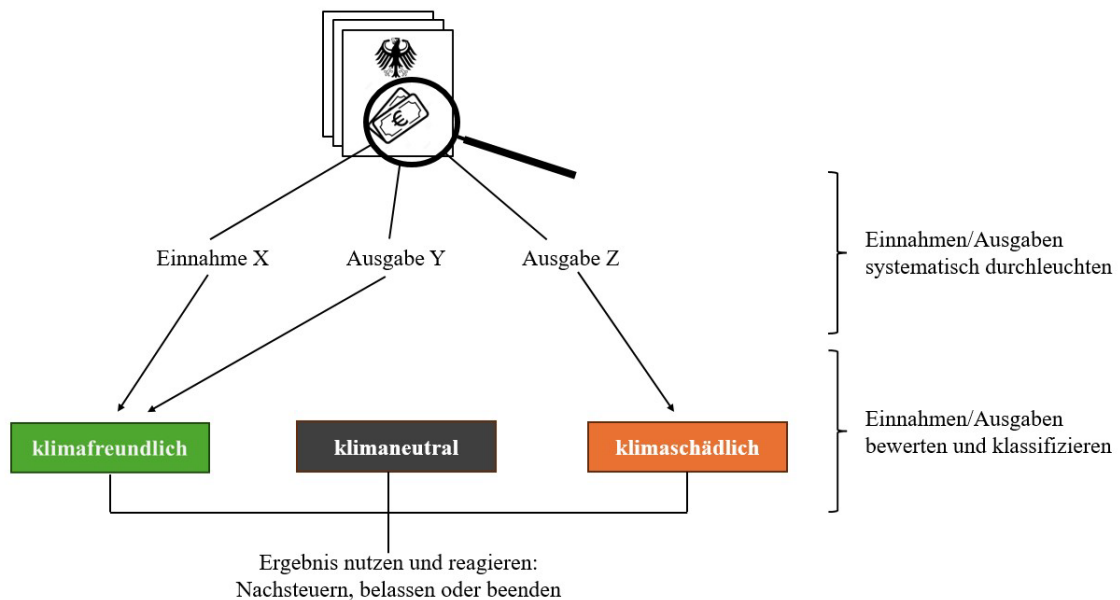 €
Einnahme X
Ausgabe Y
Ausgabe Z
Einnahmen/Ausgaben
systematisch durchleuchten
klimafreundlich
klimaneutral
klimaschädlich
Einnahmen/Ausgaben
bewerten und klassifizieren
Ergebnis nutzen und reagieren:
Nachsteuern, belassen oder beenden